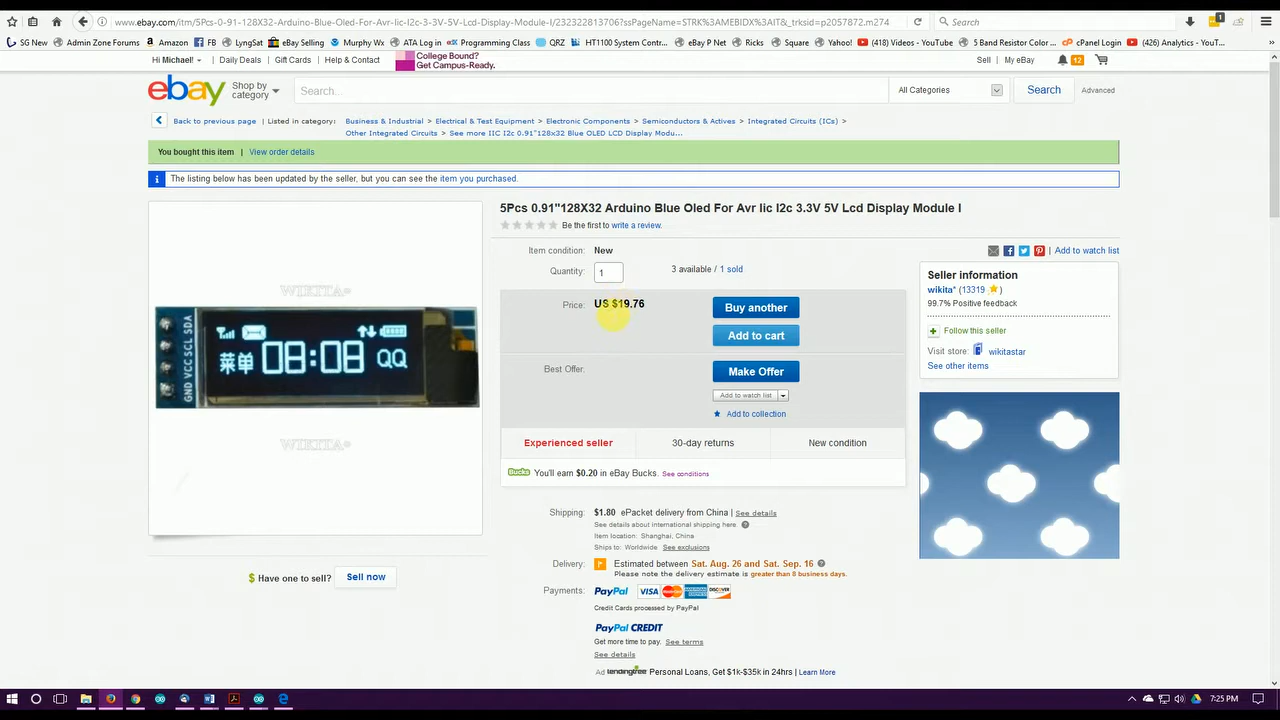 www.ebay.com/itm/5Pcs-0-91-128X32-Arduino-Blue-Oled-For-Avr-Iic-I2c-3-3V-5V-Lcd-Display-Module-I/232322813706?ssPageName=STRK%3AMEBIDX%3AIT&_trksid=p2057872.m274
Search
SG New Admin Zone Forums Amazon FB LyngSat eBay Selling Murphy Wx ATA Log in Programming Class QRZ HT1100 System Contr... eBay P Net Ricks Square Yahoo! (418) Videos - YouTube 5 Band Resistor Color ... cPanel Login (426) Analytics - YouT...
Hi Michael! Daily Deals Gift Cards Help & Contact
College Bound?
Get Campus-Ready.
Sell My eBay 12
ebay Shop by category Search... All Categories Search Advanced
Back to previous page | Listed in category: Business & Industrial > Electrical & Test Equipment > Electronic Components > Semiconductors & Actives > Integrated Circuits (ICs) >
Other Integrated Circuits > See more IIC I2c 0.91"128x32 Blue OLED LCD Display Modu...
You bought this item | View order details
The listing below has been updated by the seller, but you can see the item you purchased.
WIKITA®
GND VCC SCL SDA
菜单 08:08 QQ
WIKITA®
$ Have one to sell? Sell now
5Pcs 0.91"128X32 Arduino Blue Oled For Avr Iic I2c 3.3V 5V Lcd Display Module I
Be the first to write a review.
Item condition: New
Quantity: 1 3 available / 1 sold
Price: US $19.76 Buy another
Add to cart
Best Offer: Make Offer
Add to watch list
Add to collection
Experienced seller 30-day returns New condition
Bucks You'll earn $0.20 in eBay Bucks. See conditions
Shipping: $1.80 ePacket delivery from China | See details
See details about international shipping here.
Item location: Shanghai, China
Ships to: Worldwide See exclusions
Delivery: Estimated between Sat. Aug. 26 and Sat. Sep. 16
Please note the delivery estimate is greater than 8 business days.
Payments: PayPal VISA DISCOVER
Credit Cards processed by PayPal
PayPal CREDIT
Get more time to pay. See terms
See details
Ad lendingtree Personal Loans, Get $1k-$35k in 24hrs | Learn More
| Add to watch list
Seller information
wikita* (13319 )
99.7% Positive feedback
Follow this seller
Visit store: wikitastar
See other items
7:25 PM